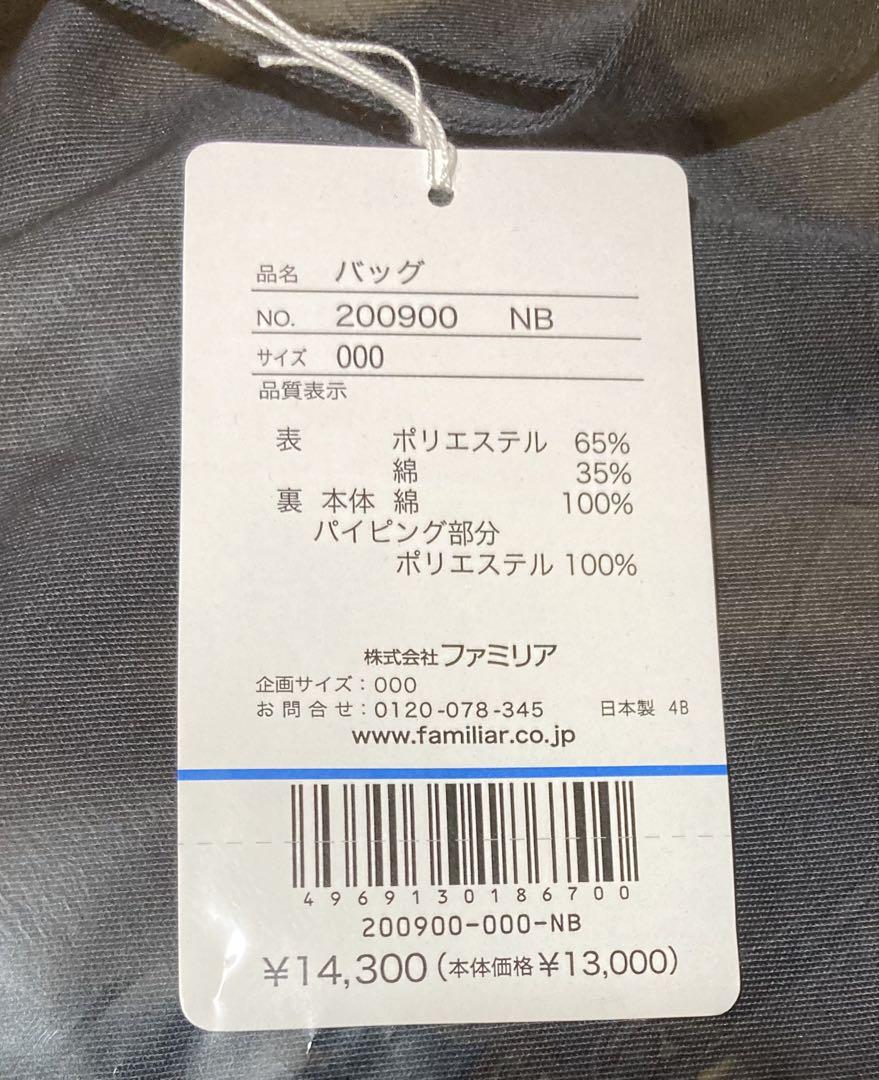 品名 バッグ
NO. 200900 NB
サイズ 000
品質表示
表 ポリエステル 65%
綿 35%
裏 本体 綿 100%
パイピング部分
ポリエステル 100%
株式会社ファミリア
企画サイズ：000
お問合せ：0120-078-345 日本製 4B
www.familiar.co.jp
4969130186700
200900-000-NB
¥14,300（本体価格¥13,000）